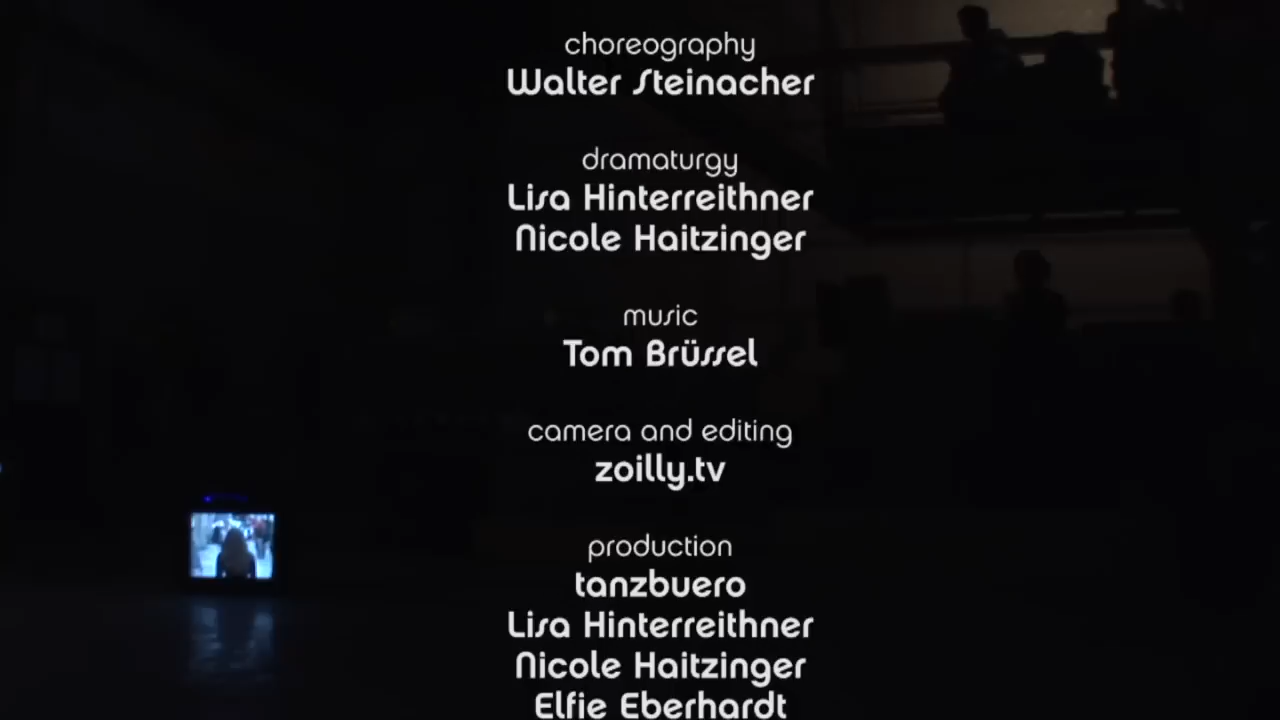 choreography
Walter Steinacher
dramaturgy
Lisa Hinterreithner
Nicole Haitzinger
music
Tom Brüssel
camera and editing
zoilly.tv
production
tanzbuero
Lisa Hinterreithner
Nicole Haitzinger
Elfie Eberhardt